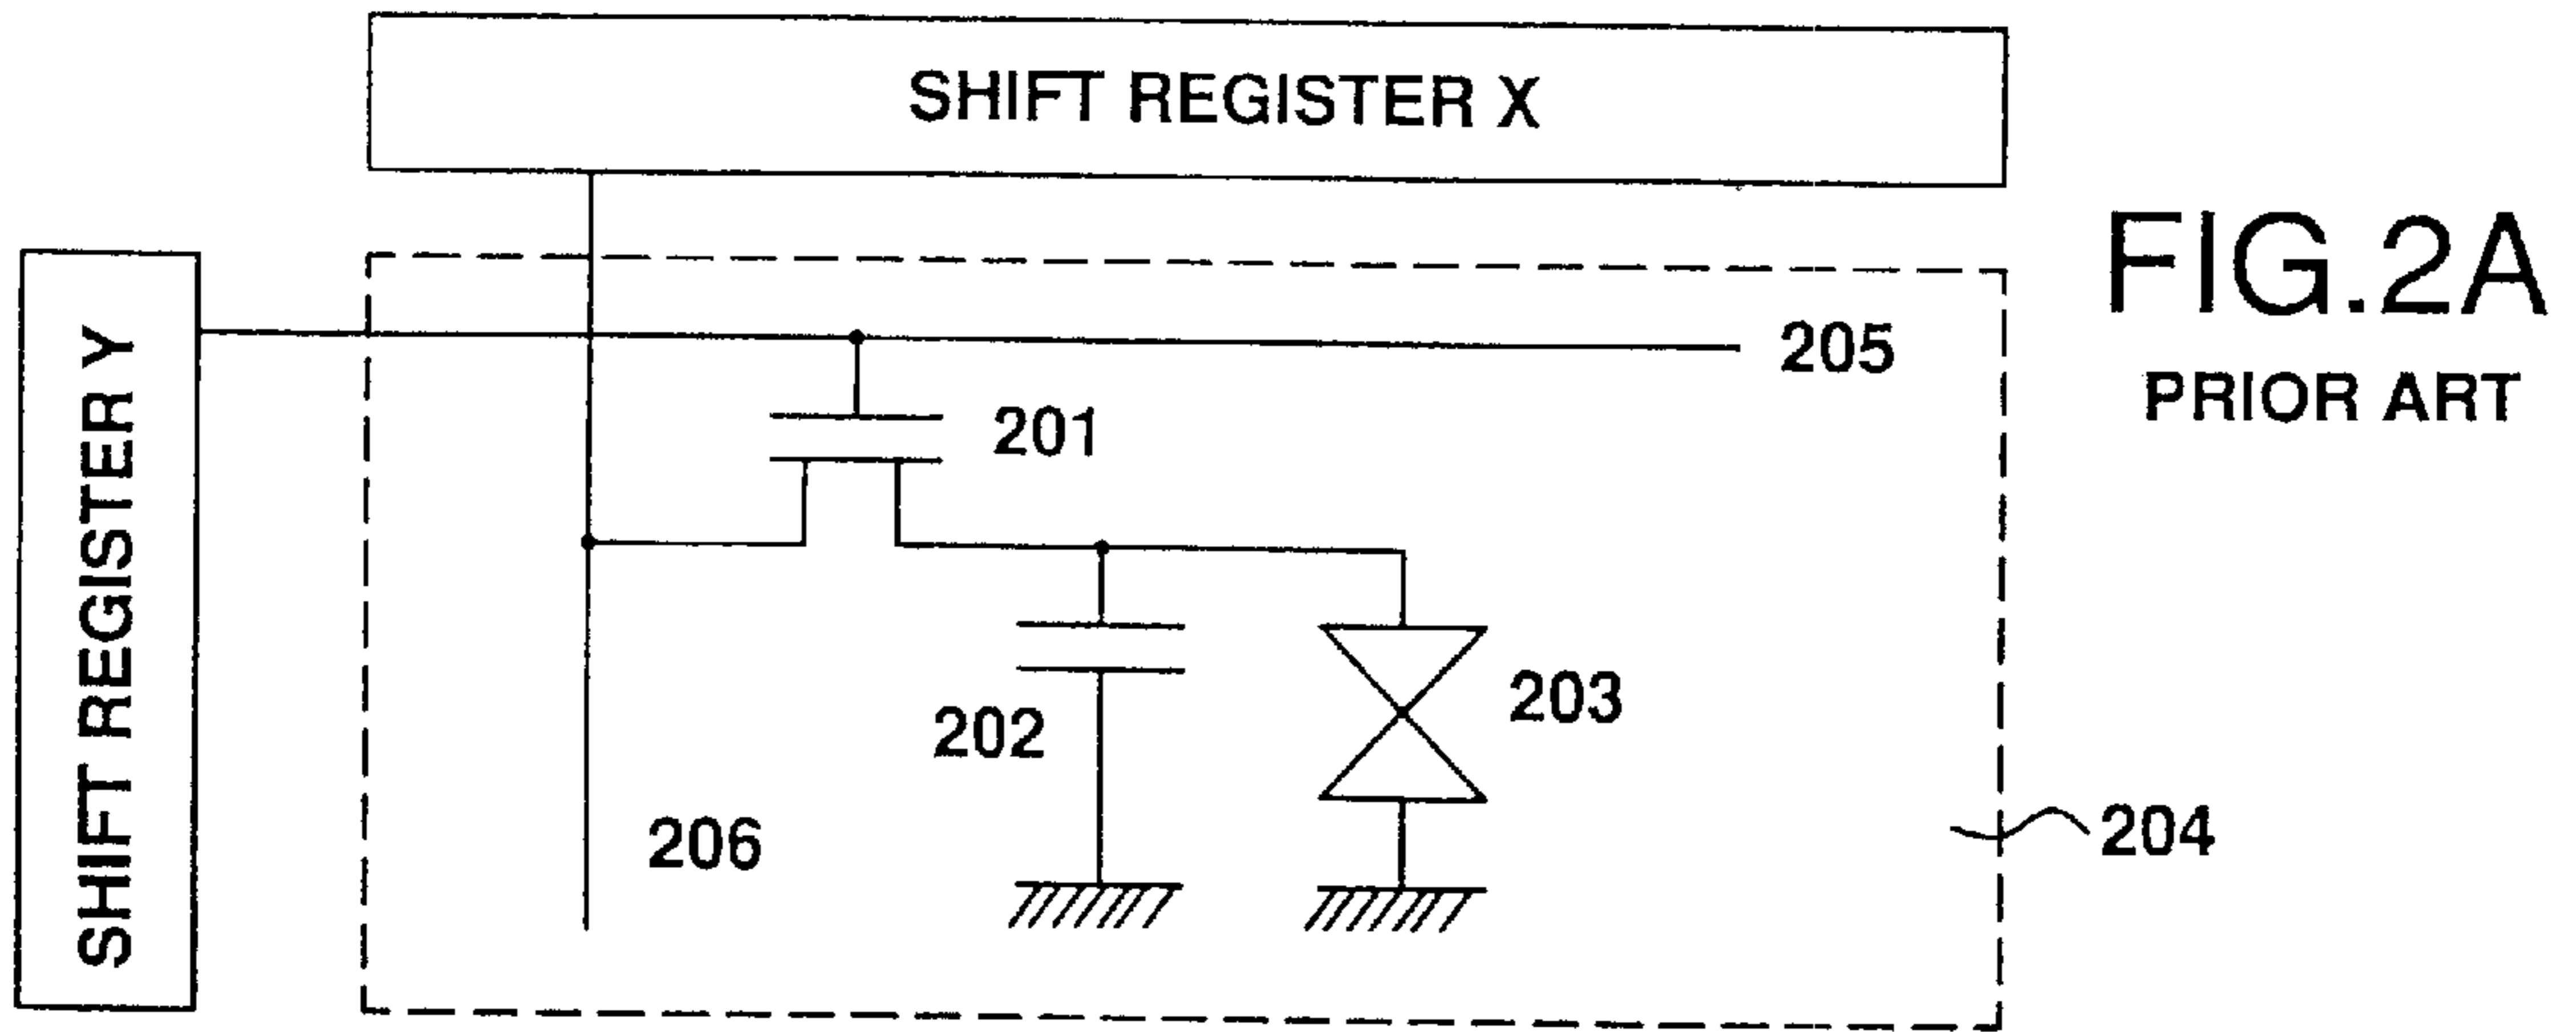 SHIFT REGISTER X
FIG.2A
PRIOR ART
SHIFT REGISTER Y
205
201
202
203
206
204